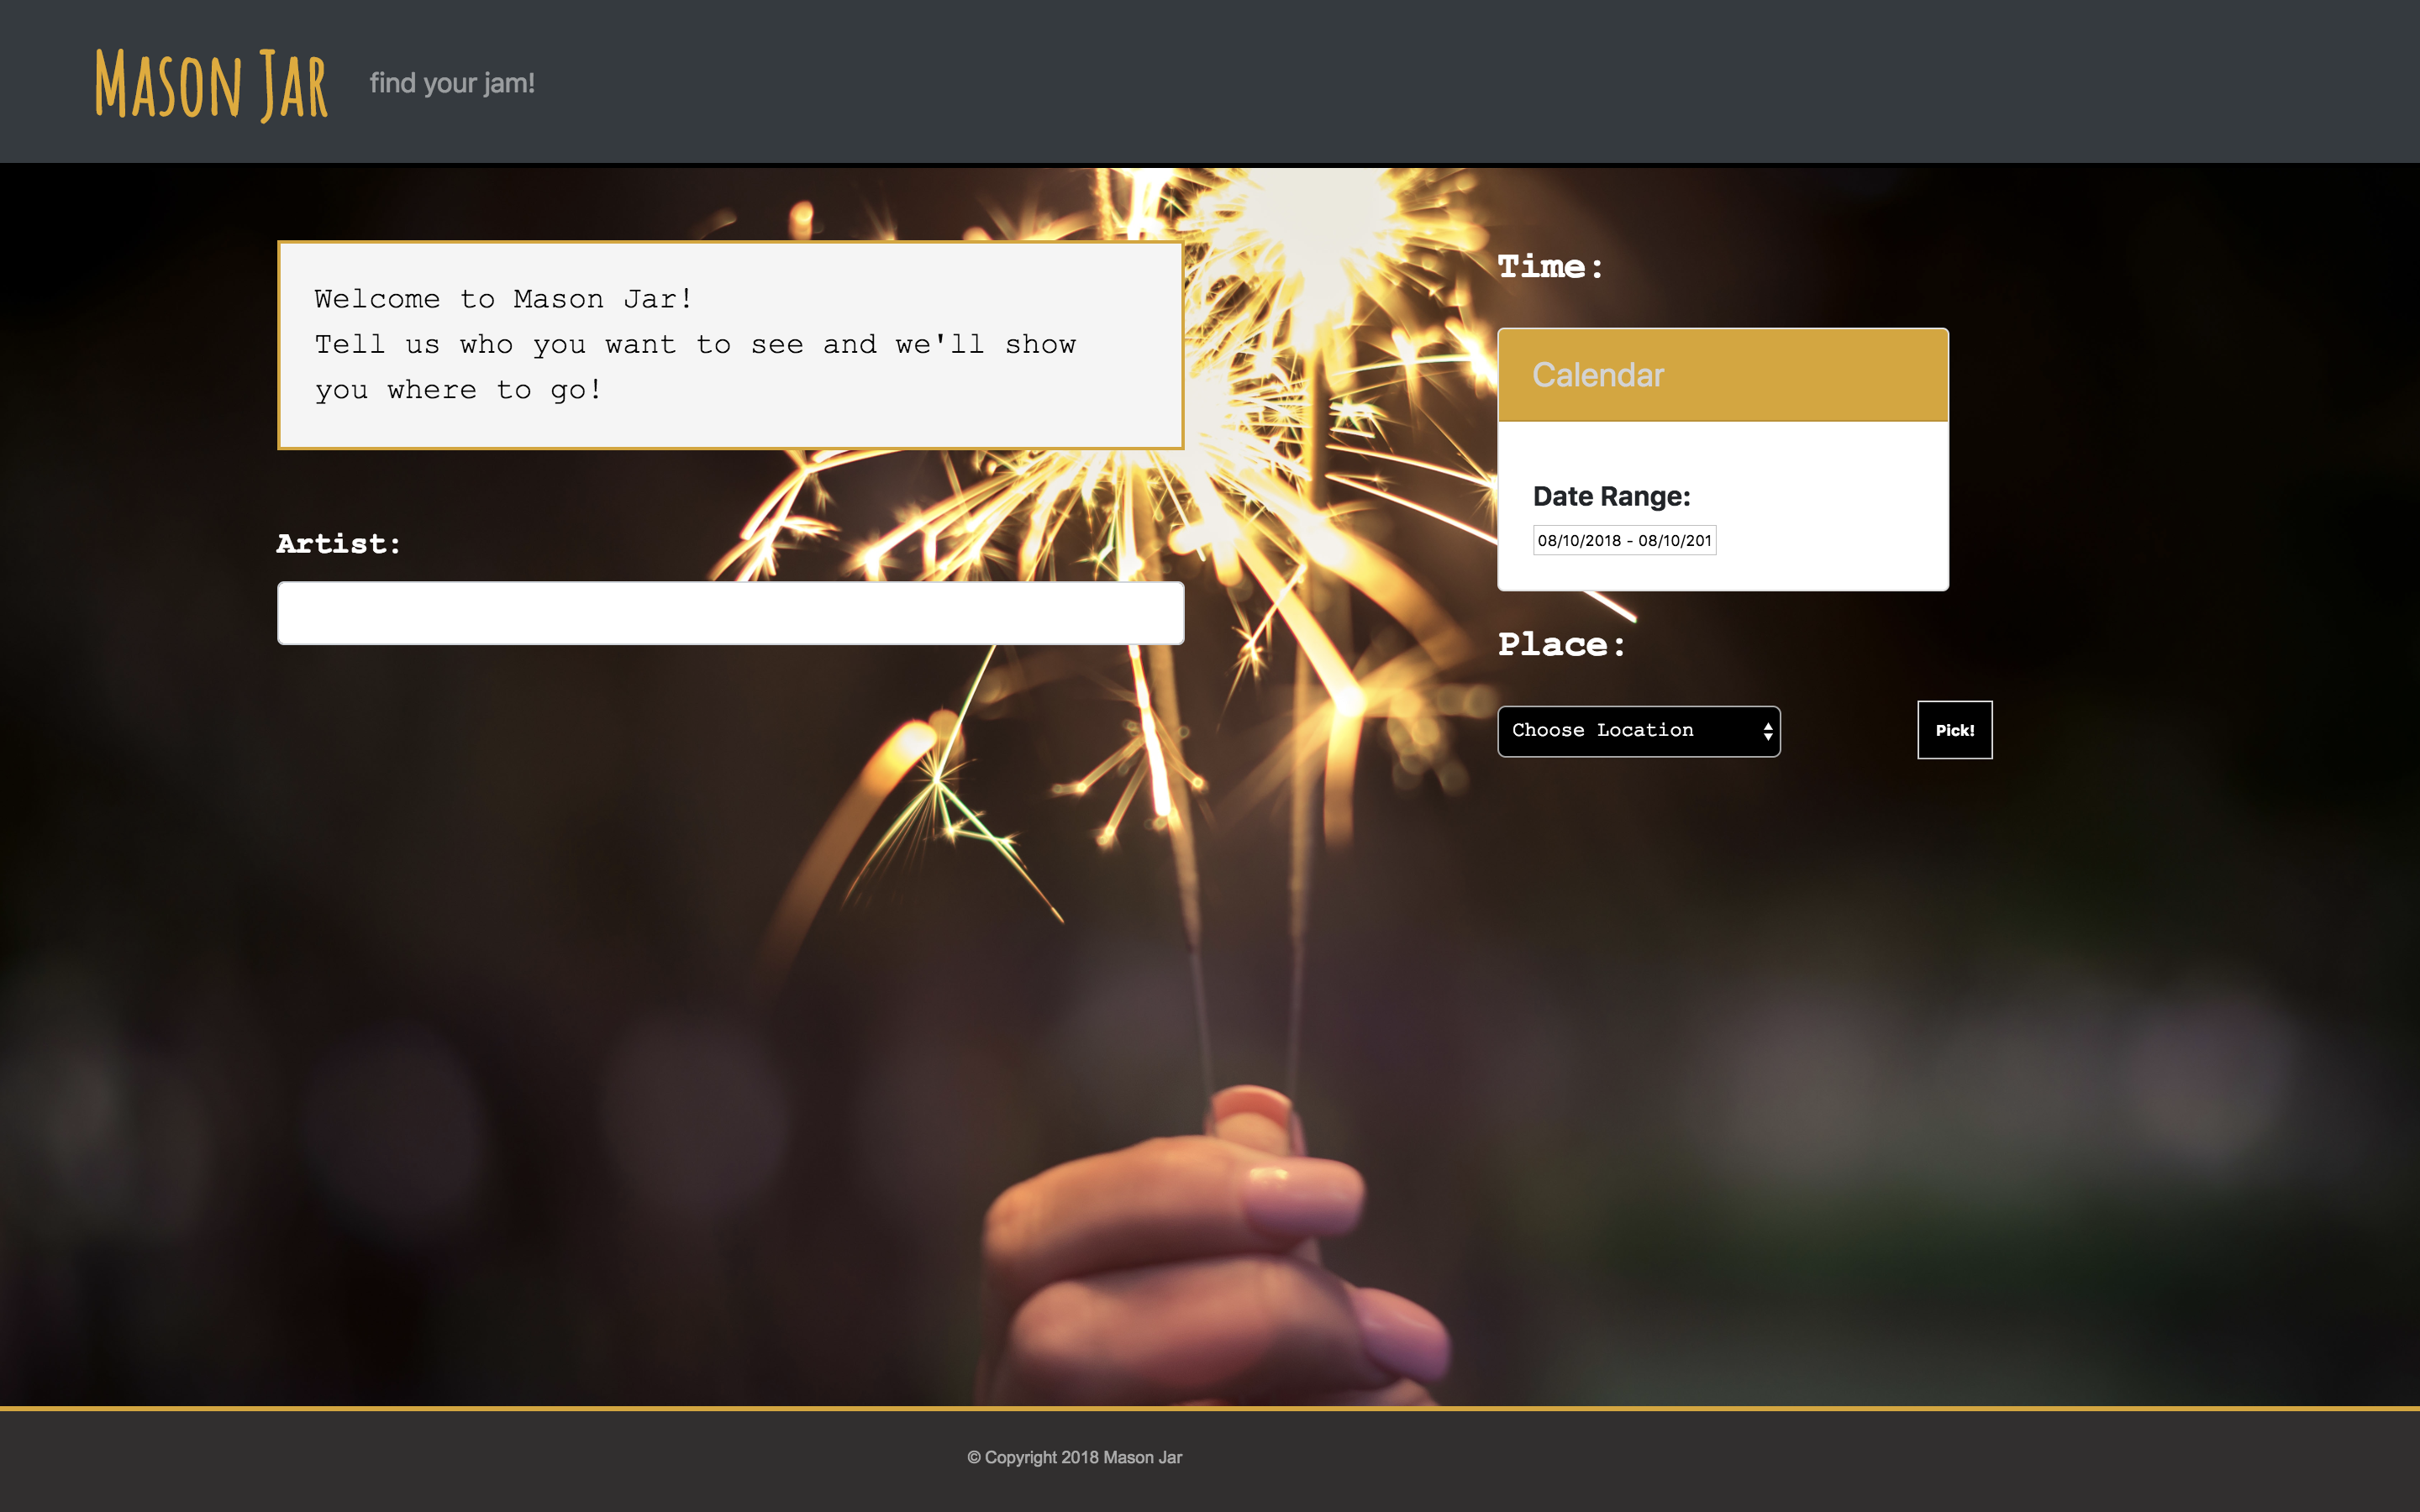 Mason Jar
find your jam!
Welcome to Mason Jar!
Tell us who you want to see and we'll show
you where to go!
Artist:
Time:
Calendar
Date Range:
08/10/2018 - 08/10/201
Place:
Choose Location
Pick!
© Copyright 2018 Mason Jar